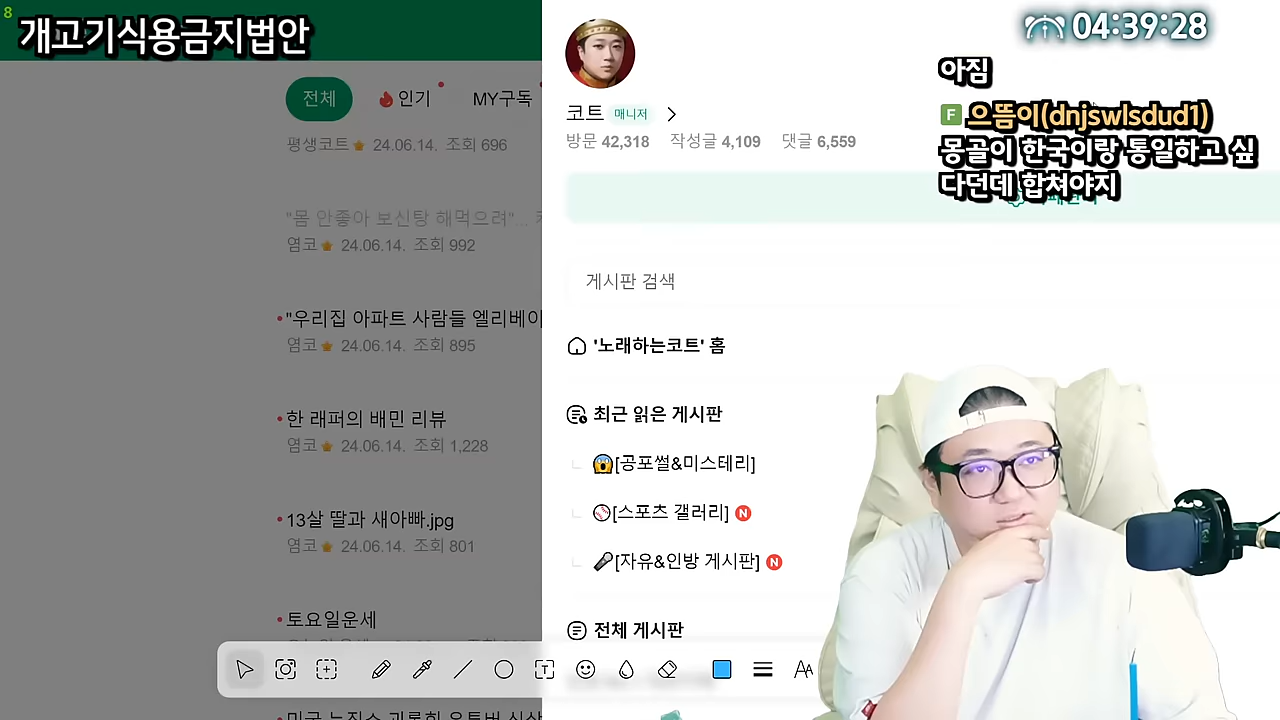 8
개고기식용금지법안
전체
인기
MY구독
평생코트 24.06.14. 조회 696
"몸 안좋아 보신탕 해먹으려"...
염코 24.06.14. 조회 992
"우리집 아파트 사람들 엘리베이
염코 24.06.14. 조회 895
한 래퍼의 배민 리뷰
염코 24.06.14. 조회 1,228
13살 딸과 새아빠.jpg
염코 24.06.14. 조회 801
토요일운세
코트 매니저
방문 42,318 작성글 4,109 댓글 6,559
게시판 검색
'노래하는코트' 홈
최근 읽은 게시판
[공포썰&미스테리]
[스포츠 갤러리] N
[자유&인방 게시판] N
전체 게시판
04:39:28
아짐
F 으뜸이(dnjswlsdud1)
몽골이 한국이랑 통일하고 싶
다던데 합쳐야지